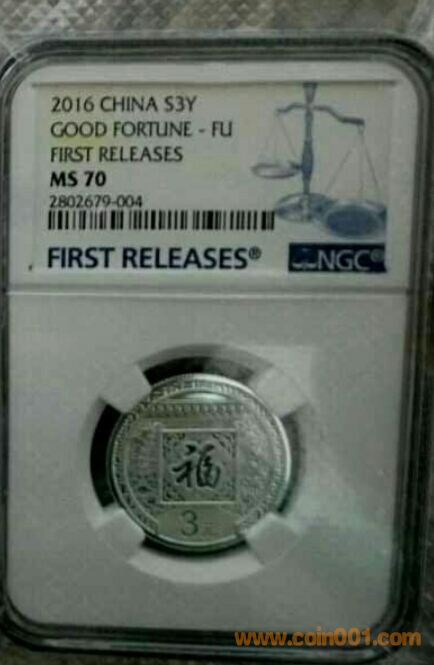 2016 CHINA S3Y
GOOD FORTUNE - FU
FIRST RELEASES
MS 70
2802679-004
FIRST RELEASES®
NGC®
福
3元
www.coin001.com